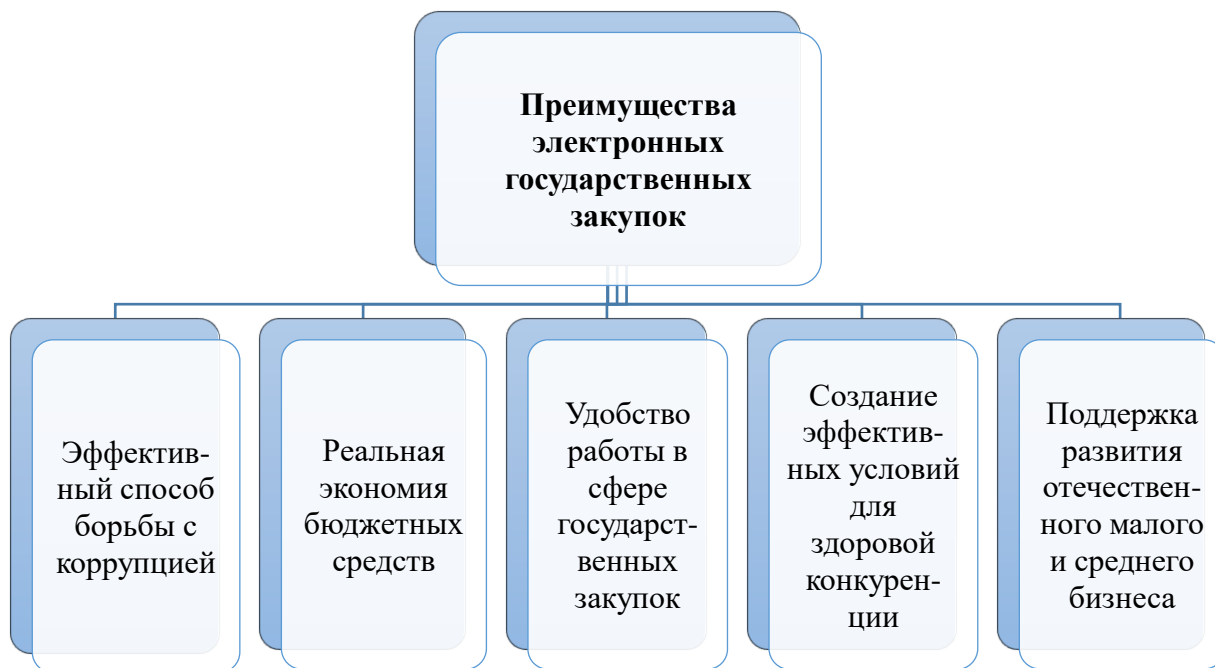 Преимущества
электронных
государственных
закупок
Эффектив-
ный способ
борьбы с
коррупцией
Реальная
экономия
бюджетных
средств
Удобство
работы в
сфере
государст-
венных
закупок
Создание
эффектив-
ных условий
для
здоровой
конкурен-
ции
Поддержка
развития
отечествен-
ного малого
и среднего
бизнеса